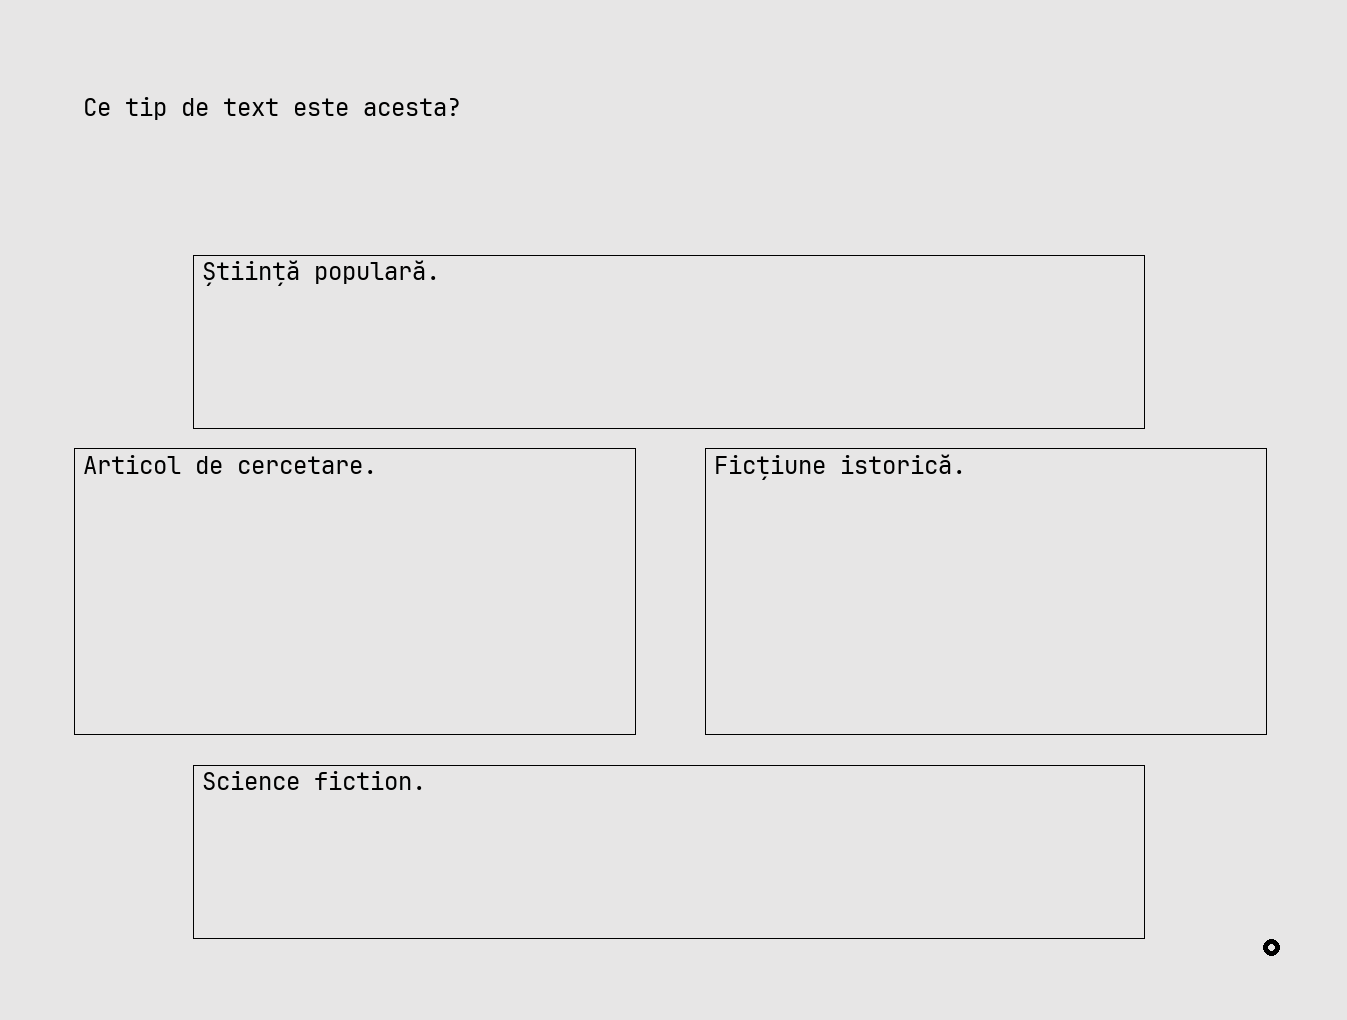 Ce tip de text este acesta?
Știință populară.
Articol de cercetare.
Ficțiune istorică.
Science fiction.